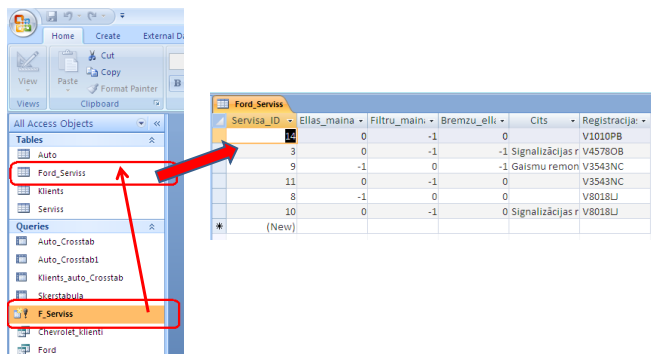 Home Create External Da
View Paste Cut
Copy
Format Painter B
Views Clipboard
All Access Objects
Tables
Auto
Ford_Serviss
Klients
Serviss
Queries
Auto_Crosstab
Auto_Crosstab1
Klients_auto_Crosstab
Skerstabula
F_Serviss
Chevrolet_klienti
Ford
Ford_Serviss
Servisa_ID Ellas_maina Filtru_maina Bremzu_ella Cits Registracija:
14 0 -1 0 V1010PB
3 0 -1 -1 Signalizācijas r V4578OB
9 -1 0 -1 Gaismu remon V3543NC
11 0 -1 0 V3543NC
8 -1 0 0 V8018LJ
10 0 -1 0 Signalizācijas r V8018LJ
(New)